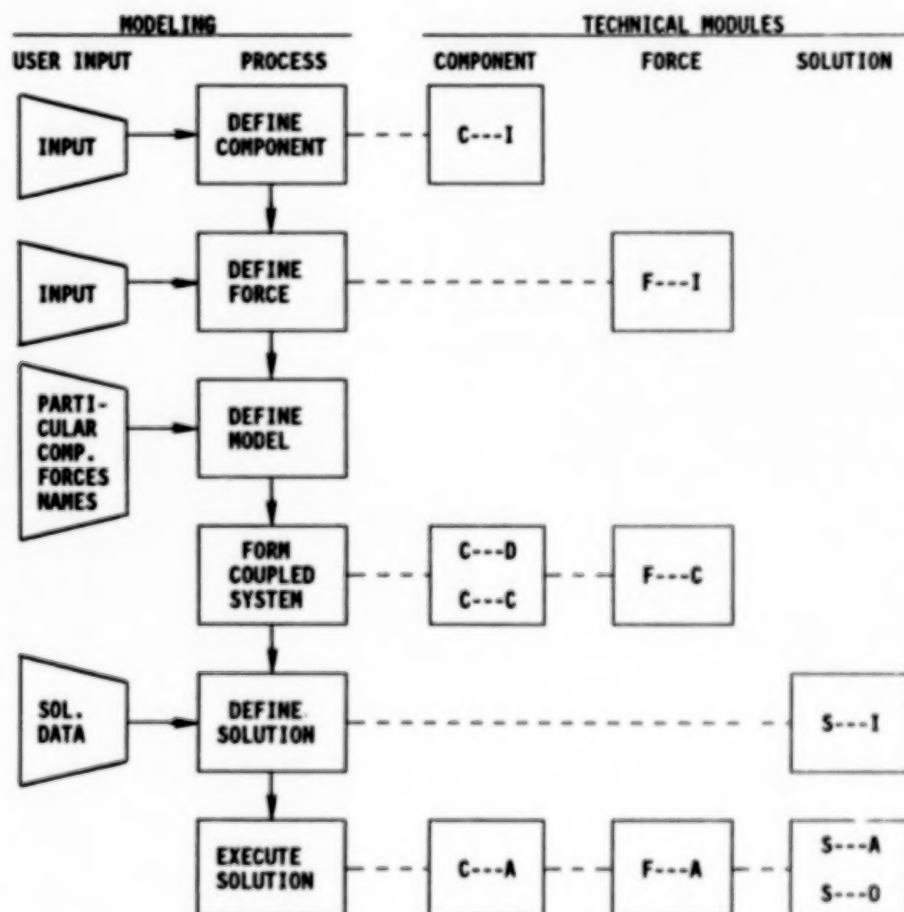 MODELING
TECHNICAL MODULES
USER INPUT PROCESS COMPONENT FORCE SOLUTION
INPUT
DEFINE
COMPONENT
C---I
INPUT
DEFINE
FORCE
F---I
PARTI-
CULAR
COMP.
FORCES
NAMES
DEFINE
MODEL
FORM
COUPLED
SYSTEM
C---D
C---C
F---C
SOL.
DATA
DEFINE
SOLUTION
S---I
EXECUTE
SOLUTION
C---A
F---A
S---A
S---O